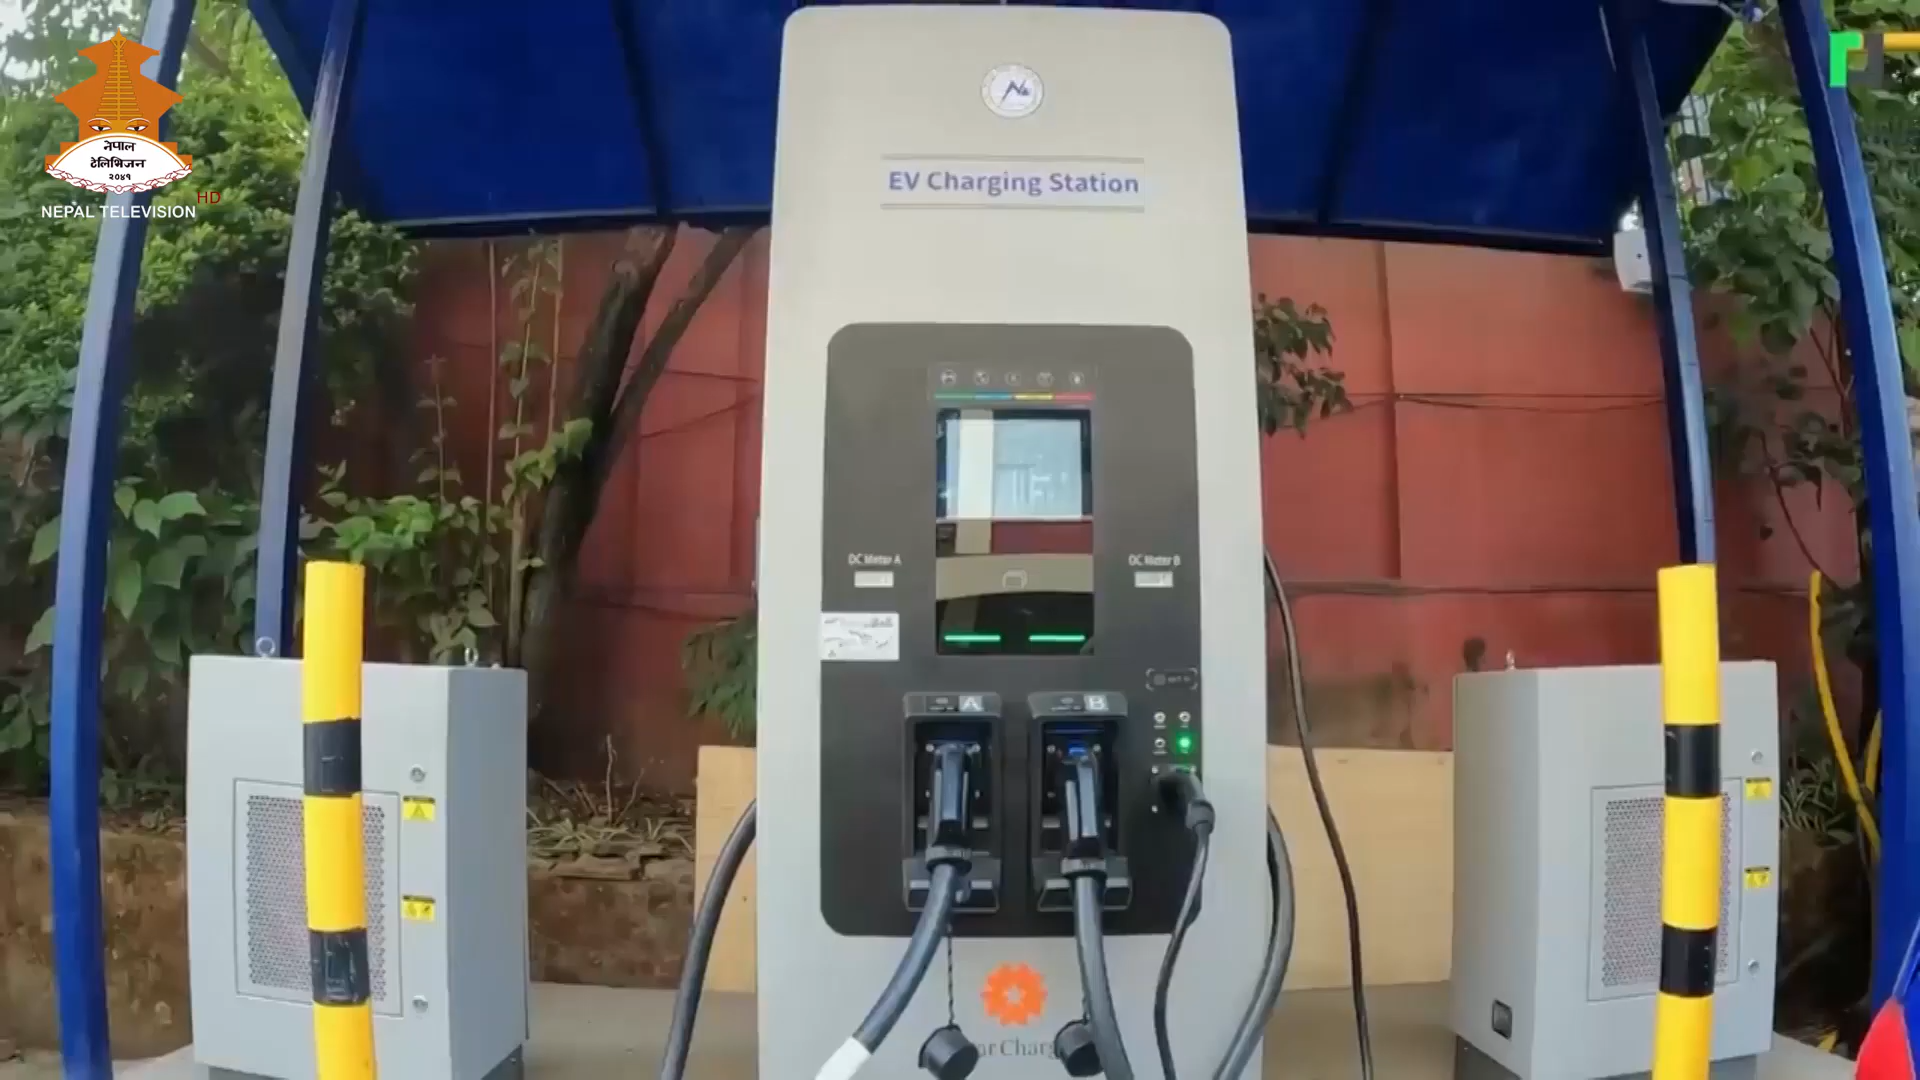 नेपाल
टेलिभिजन
२०४१
NEPAL TELEVISION HD
EV Charging Station
DC Meter A
DC Meter B
A
B